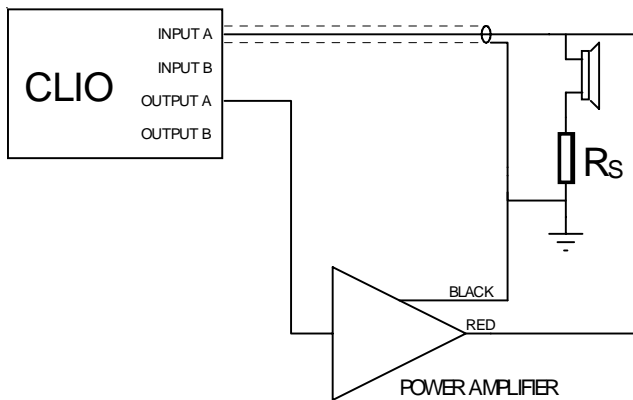 INPUT A
INPUT B
CLIO
OUTPUT A
OUTPUT B
RS
BLACK
RED
POWER AMPLIFIER